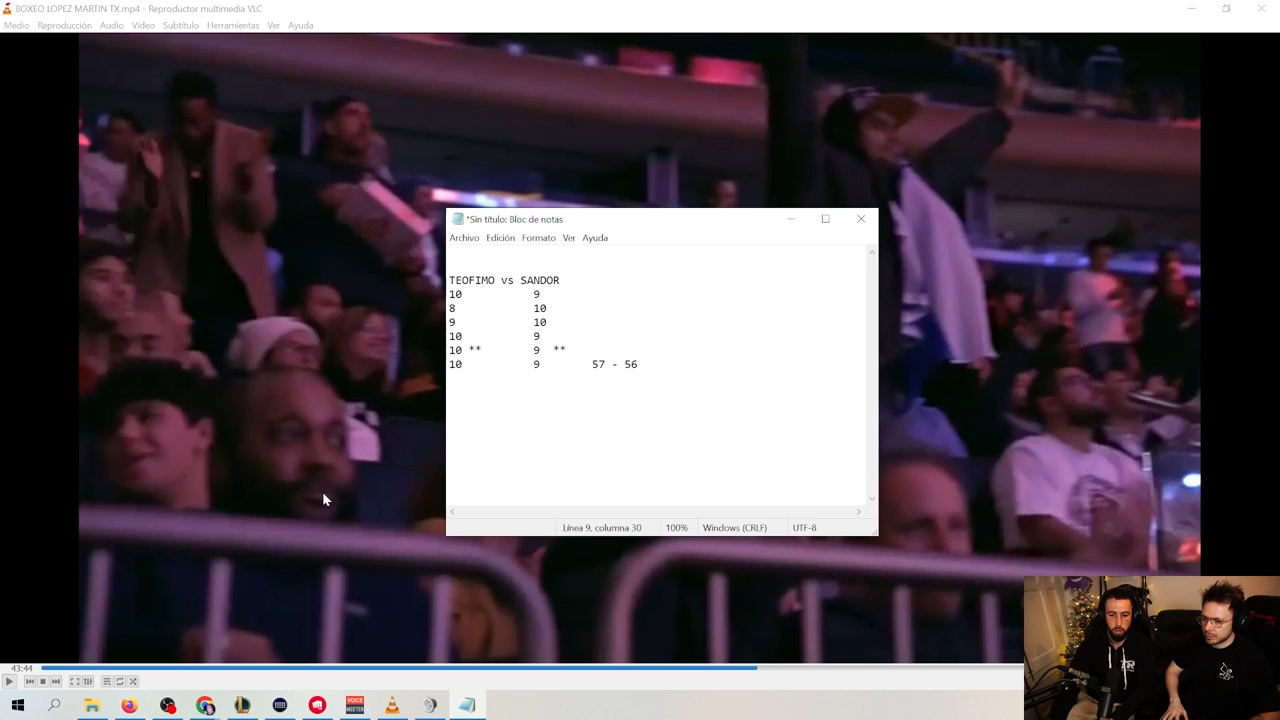 BOXEO LOPEZ MARTIN TX.mp4 - Reproductor multimedia VLC
Medio Reproducción Audio Vídeo Subtítulo Herramientas Ver Ayuda
*Sin título: Bloc de notas
Archivo Edición Formato Ver Ayuda
TEOFIMO vs SANDOR
10 9
8 10
9 10
10 9
10 ** 9 **
10 9 57 - 56
Línea 9, columna 30 100% Windows (CRLF) UTF-8
43:44
VOICE
MEETER